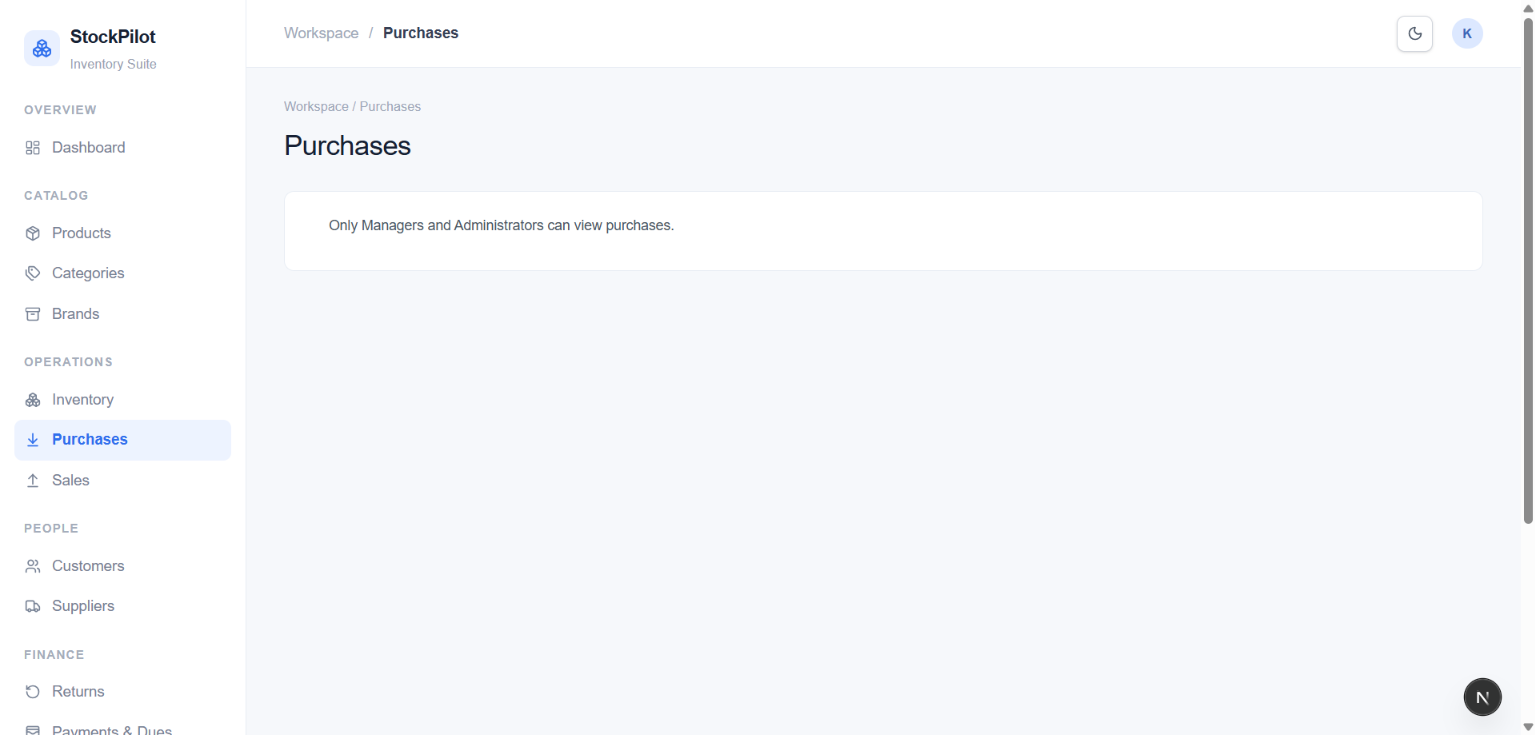 StockPilot
Inventory Suite
OVERVIEW
Dashboard
CATALOG
Products
Categories
Brands
OPERATIONS
Inventory
Purchases
Sales
PEOPLE
Customers
Suppliers
FINANCE
Returns
Payments & Dues
Workspace / Purchases
K
Workspace / Purchases
Purchases
Only Managers and Administrators can view purchases.
N